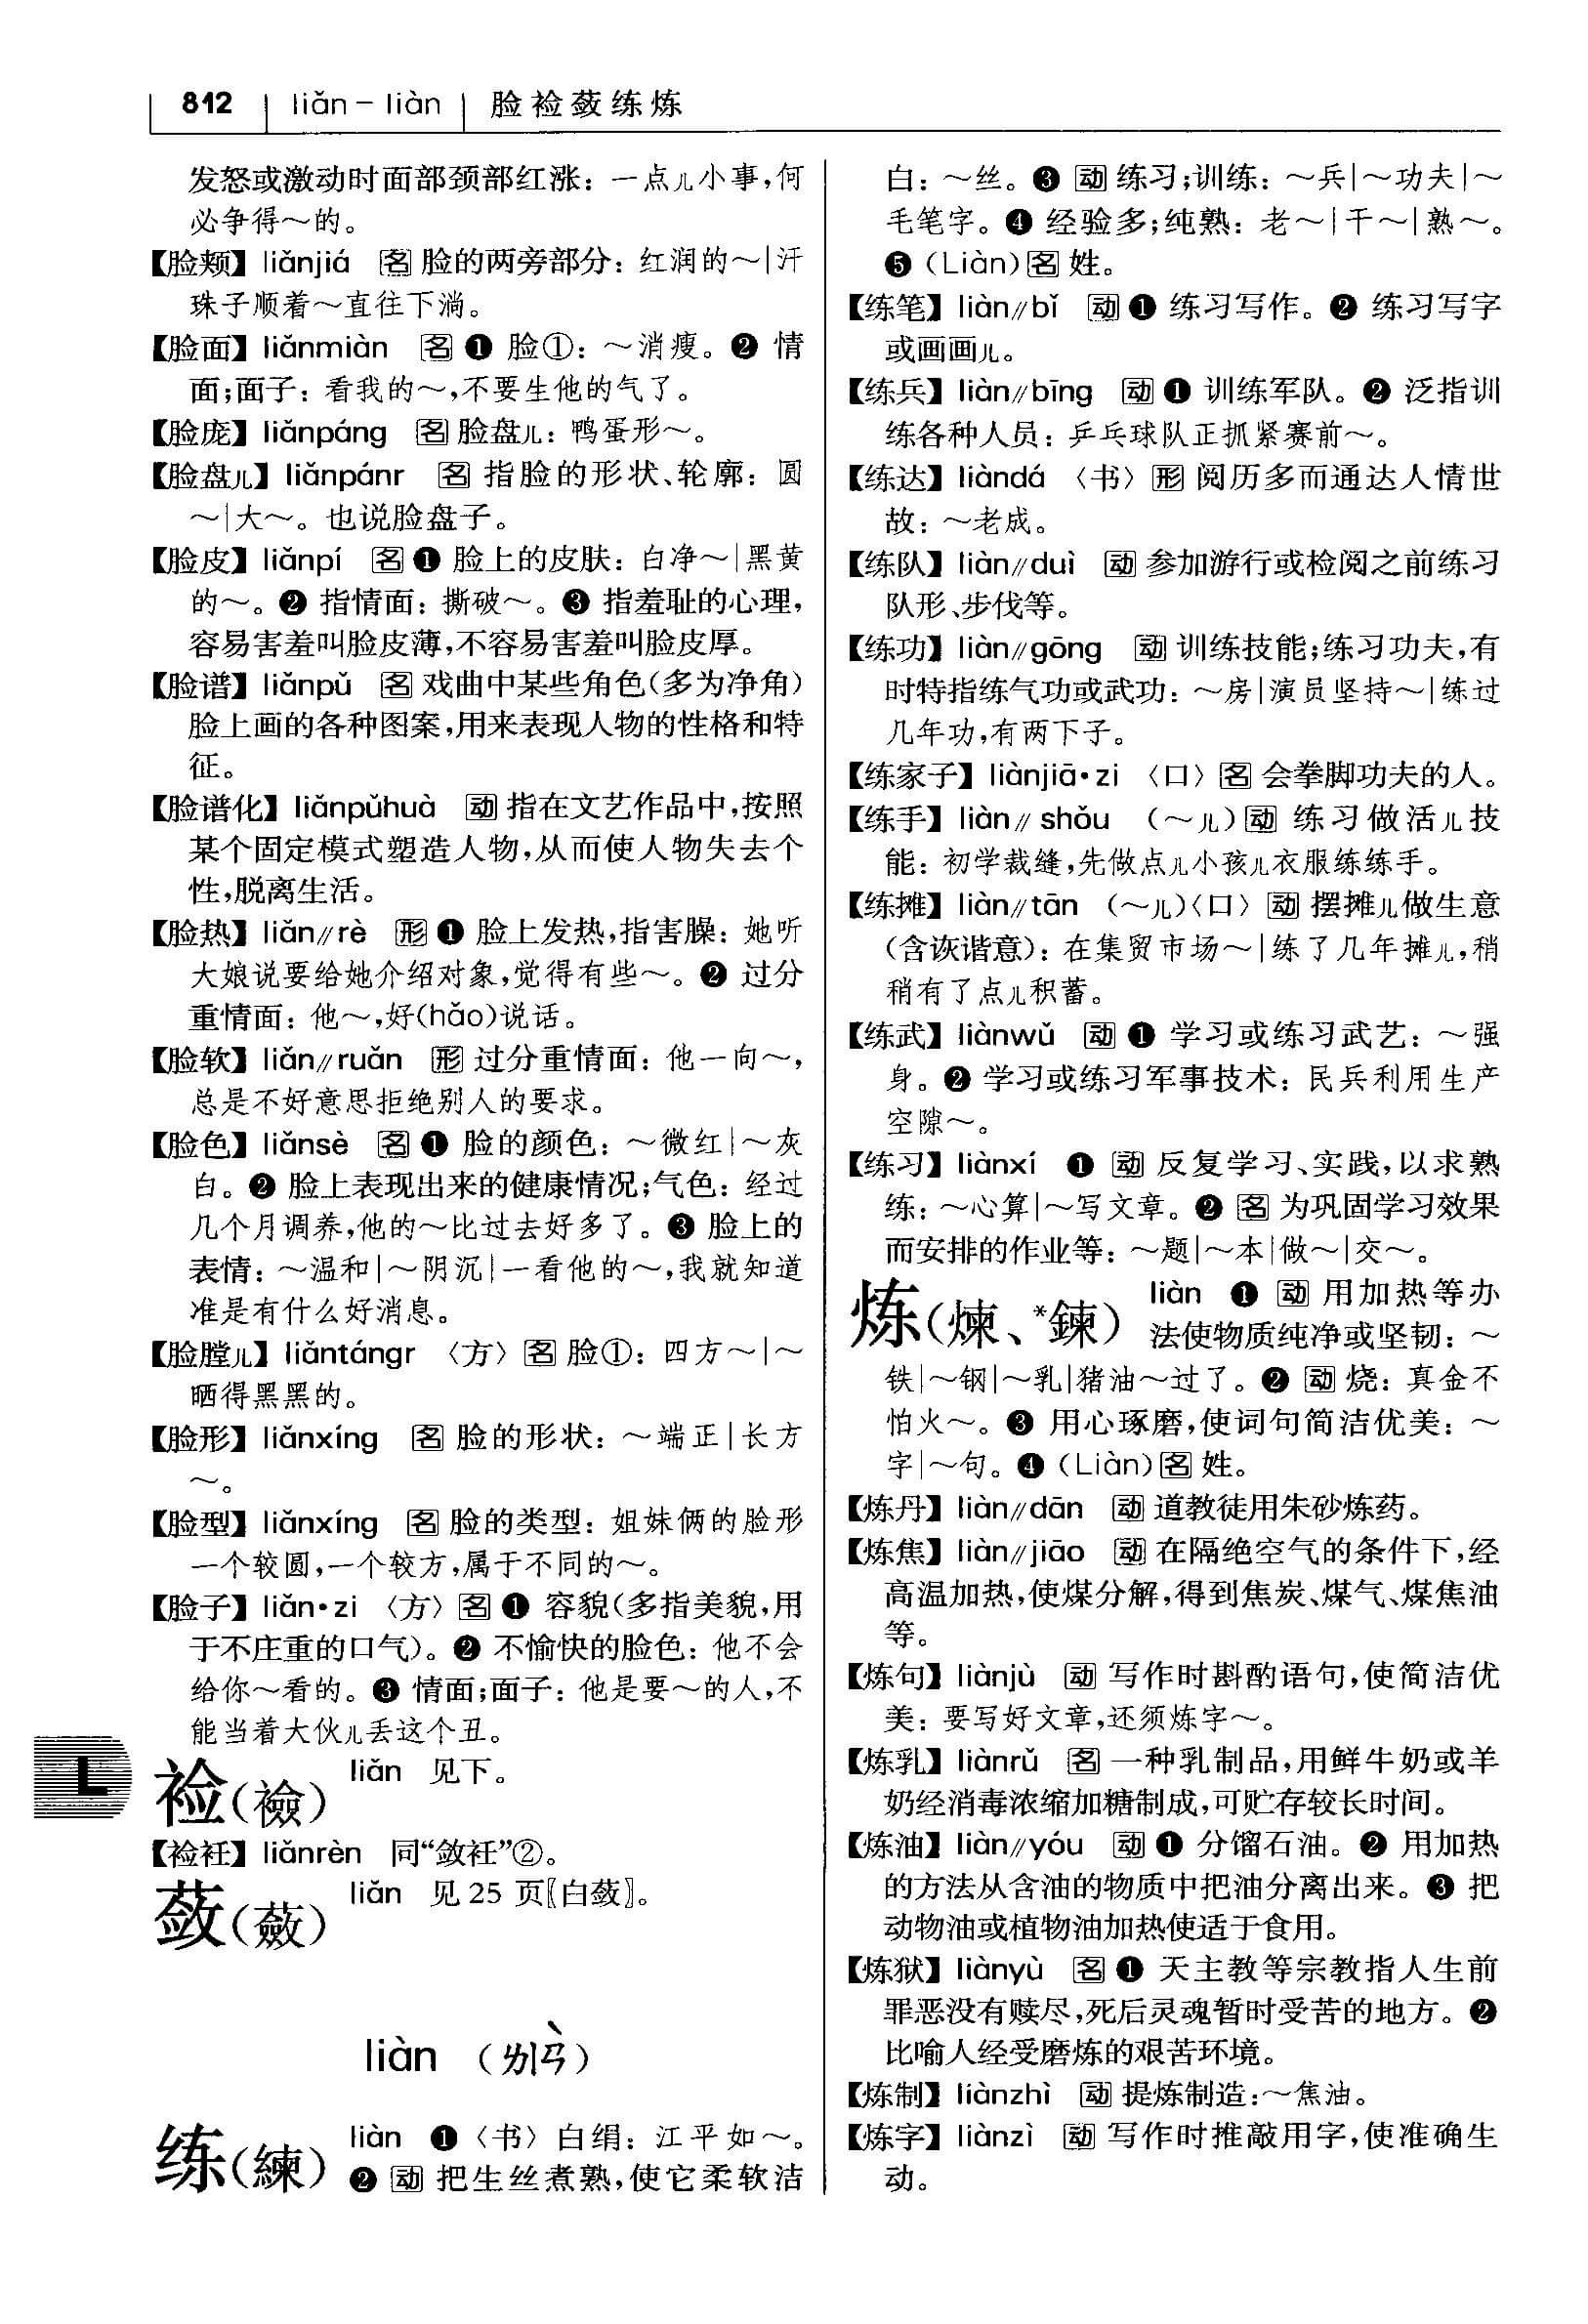 812 liǎn－liàn 脸裣蔹练炼
发怒或激动时面部颈部红涨：一点儿小事，何
必争得～的。
【脸颊】liǎnjiá 名 脸的两旁部分：红润的～|汗
珠子顺着～直往下淌。
【脸面】liǎnmiàn 名 ❶ 脸①：～消瘦。❷ 情
面；面子：看我的～，不要生他的气了。
【脸庞】liǎnpáng 名 脸盘儿：鸭蛋形～。
【脸盘儿】liǎnpánr 名 指脸的形状、轮廓：圆
～|大～。也说脸盘子。
【脸皮】liǎnpí 名 ❶ 脸上的皮肤：白净～|黑黄
的～。❷ 指情面：撕破～。❸ 指羞耻的心理，
容易害羞叫脸皮薄，不容易害羞叫脸皮厚。
【脸谱】liǎnpǔ 名 戏曲中某些角色（多为净角）
脸上画的各种图案，用来表现人物的性格和特
征。
【脸谱化】liǎnpǔhuà 动 指在文艺作品中，按照
某个固定模式塑造人物，从而使人物失去个
性，脱离生活。
【脸热】liǎn∥rè 形 ❶ 脸上发热，指害臊：她听
大娘说要给她介绍对象，觉得有些～。❷ 过分
重情面：他～，好（hǎo）说话。
【脸软】liǎn∥ruǎn 形 过分重情面：他一向～，
总是不好意思拒绝别人的要求。
【脸色】liǎnsè 名 ❶ 脸的颜色：～微红|～灰
白。❷ 脸上表现出来的健康情况；气色：经过
几个月调养，他的～比过去好多了。❸ 脸上的
表情：～温和|～阴沉|一看他的～，我就知道
准是有什么好消息。
【脸膛儿】liǎntángr 〈方〉名 脸①：四方～|～
晒得黑黑的。
【脸形】liǎnxíng 名 脸的形状：～端正|长方
～。
【脸型】liǎnxíng 名 脸的类型：姐妹俩的脸形
一个较圆，一个较方，属于不同的～。
【脸子】liǎn·zi 〈方〉名 ❶ 容貌（多指美貌，用
于不庄重的口气）。❷ 不愉快的脸色：他不会
给你～看的。❸ 情面；面子：他是要～的人，不
能当着大伙儿丢这个丑。
L
裣（襝） liǎn 见下。
【裣衽】liǎnrèn 同“敛衽”②。
蔹（蘞） liǎn 见 25 页〖白蔹〗。
liàn （ㄌㄧㄢˋ）
练（練） liàn ❶〈书〉白绢：江平如～。
❷ 动 把生丝煮熟，使它柔软洁
白：～丝。❸ 动 练习；训练：～兵|～功夫|～
毛笔字。❹ 经验多；纯熟：老～|干～|熟～。
❺（Liàn）名 姓。
【练笔】liàn∥bǐ 动 ❶ 练习写作。❷ 练习写字
或画画儿。
【练兵】liàn∥bīng 动 ❶ 训练军队。❷ 泛指训
练各种人员：乒乓球队正抓紧赛前～。
【练达】liàndá 〈书〉形 阅历多而通达人情世
故：～老成。
【练队】liàn∥duì 动 参加游行或检阅之前练习
队形、步伐等。
【练功】liàn∥gōng 动 训练技能；练习功夫，有
时特指练气功或武功：～房|演员坚持～|练过
几年功，有两下子。
【练家子】liànjiā·zi 〈口〉名 会拳脚功夫的人。
【练手】liàn∥shǒu （～儿）动 练习做活儿技
能：初学裁缝，先做点儿小孩儿衣服练练手。
【练摊】liàn∥tān （～儿）〈口〉动 摆摊儿做生意
（含诙谐意）：在集贸市场～|练了几年摊儿，稍
稍有了点儿积蓄。
【练武】liànwǔ 动 ❶ 学习或练习武艺：～强
身。❷ 学习或练习军事技术：民兵利用生产
空隙～。
【练习】liànxí ❶ 动 反复学习、实践，以求熟
练：～心算|～写文章。❷ 名 为巩固学习效果
而安排的作业等：～题|～本|做～|交～。
炼（煉、*鍊） liàn ❶ 动 用加热等办
法使物质纯净或坚韧：～
铁|～钢|～乳|猪油～过了。❷ 动 烧：真金不
怕火～。❸ 用心琢磨，使词句简洁优美：～
字|～句。❹（Liàn）名 姓。
【炼丹】liàn∥dān 动 道教徒用朱砂炼药。
【炼焦】liàn∥jiāo 动 在隔绝空气的条件下，经
高温加热，使煤分解，得到焦炭、煤气、煤焦油
等。
【炼句】liànjù 动 写作时斟酌语句，使简洁优
美：要写好文章，还须炼字～。
【炼乳】liànrǔ 名 一种乳制品，用鲜牛奶或羊
奶经消毒浓缩加糖制成，可贮存较长时间。
【炼油】liàn∥yóu 动 ❶ 分馏石油。❷ 用加热
的方法从含油的物质中把油分离出来。❸ 把
动物油或植物油加热使适于食用。
【炼狱】liànyù 名 ❶ 天主教等宗教指人生前
罪恶没有赎尽，死后灵魂暂时受苦的地方。❷
比喻人经受磨炼的艰苦环境。
【炼制】liànzhì 动 提炼制造：～焦油。
【炼字】liànzì 动 写作时推敲用字，使准确生
动。